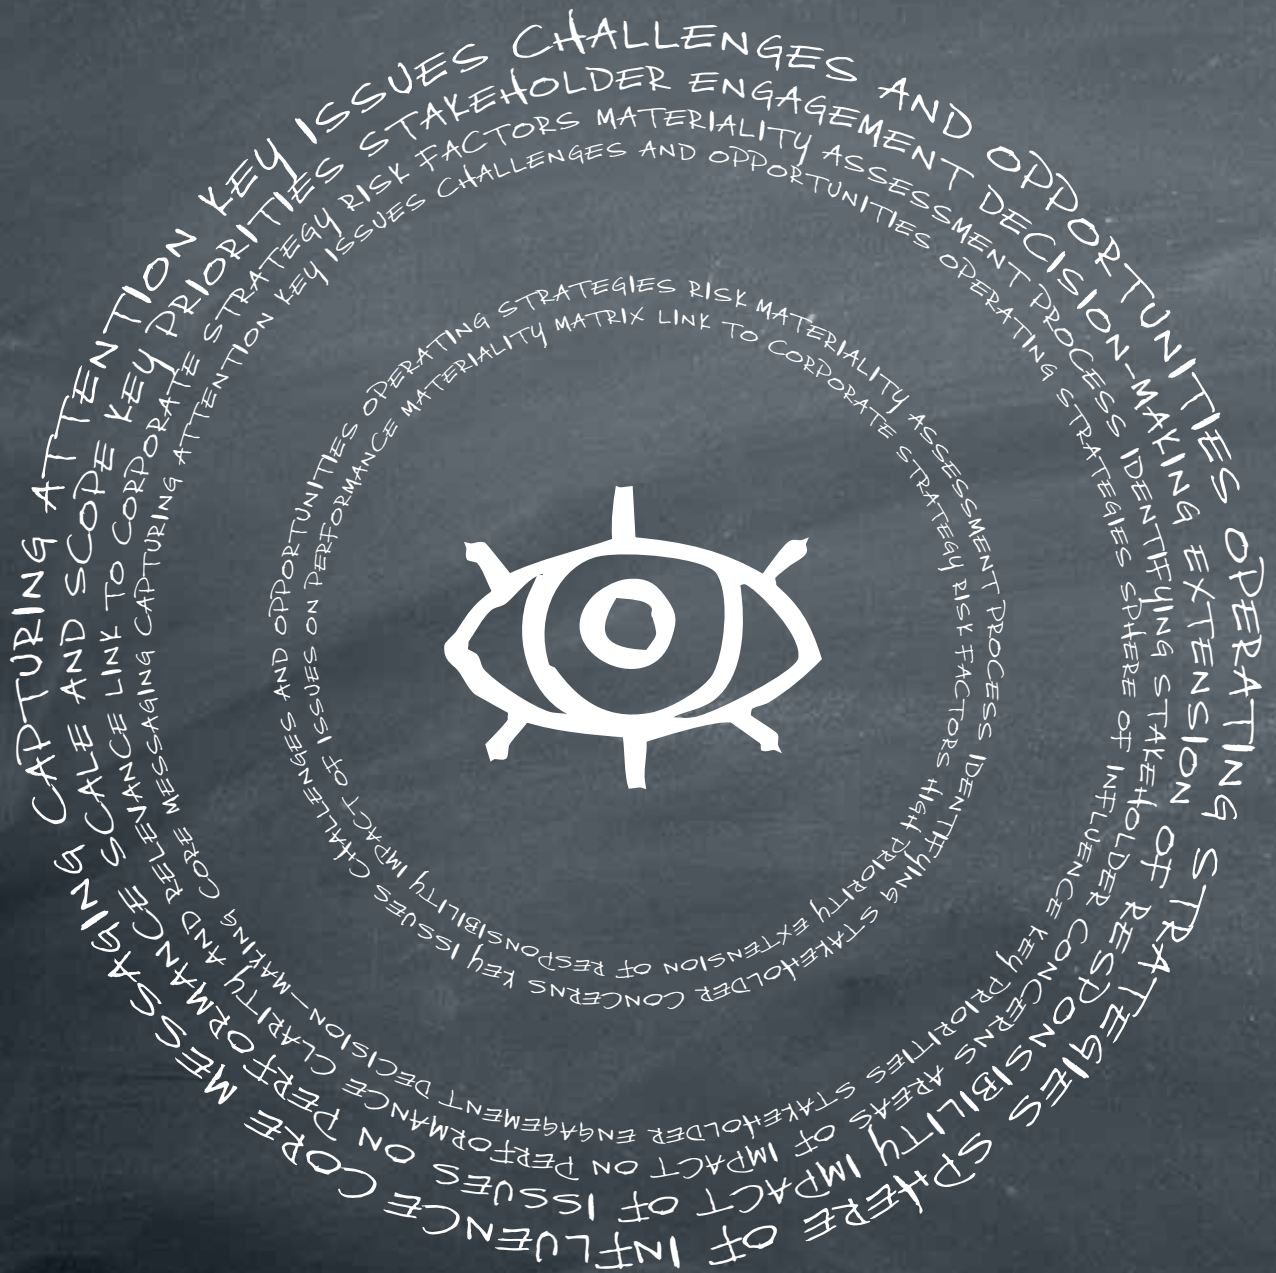 CAPTURING ATTENTION KEY ISSUES CHALLENGES AND OPPORTUNITIES OPERATING STRATEGIES SPHERE OF INFLUENCE CORE MESSAGING
SCALE AND SCOPE KEY PRIORITIES STAKEHOLDER ENGAGEMENT DECISION-MAKING EXTENSION OF RESPONSIBILITY IMPACT OF ISSUES ON PERFORMANCE
LINK TO CORPORATE STRATEGY RISK FACTORS MATERIALITY ASSESSMENT PROCESS IDENTIFYING STAKEHOLDER CONCERNS AREAS OF IMPACT ON PERFORMANCE CLARITY AND RELEVANCE
CAPTURING ATTENTION KEY ISSUES CHALLENGES AND OPPORTUNITIES OPERATING STRATEGIES SPHERE OF INFLUENCE KEY PRIORITIES STAKEHOLDER ENGAGEMENT DECISION-MAKING CORE MESSAGING
OPERATING STRATEGIES RISK MATERIALITY ASSESSMENT PROCESS IDENTIFYING STAKEHOLDER CONCERNS KEY ISSUES CHALLENGES AND OPPORTUNITIES
MATERIALITY MATRIX LINK TO CORPORATE STRATEGY RISK FACTORS HIGH PRIORITY EXTENSION OF RESPONSIBILITY IMPACT OF ISSUES ON PERFORMANCE